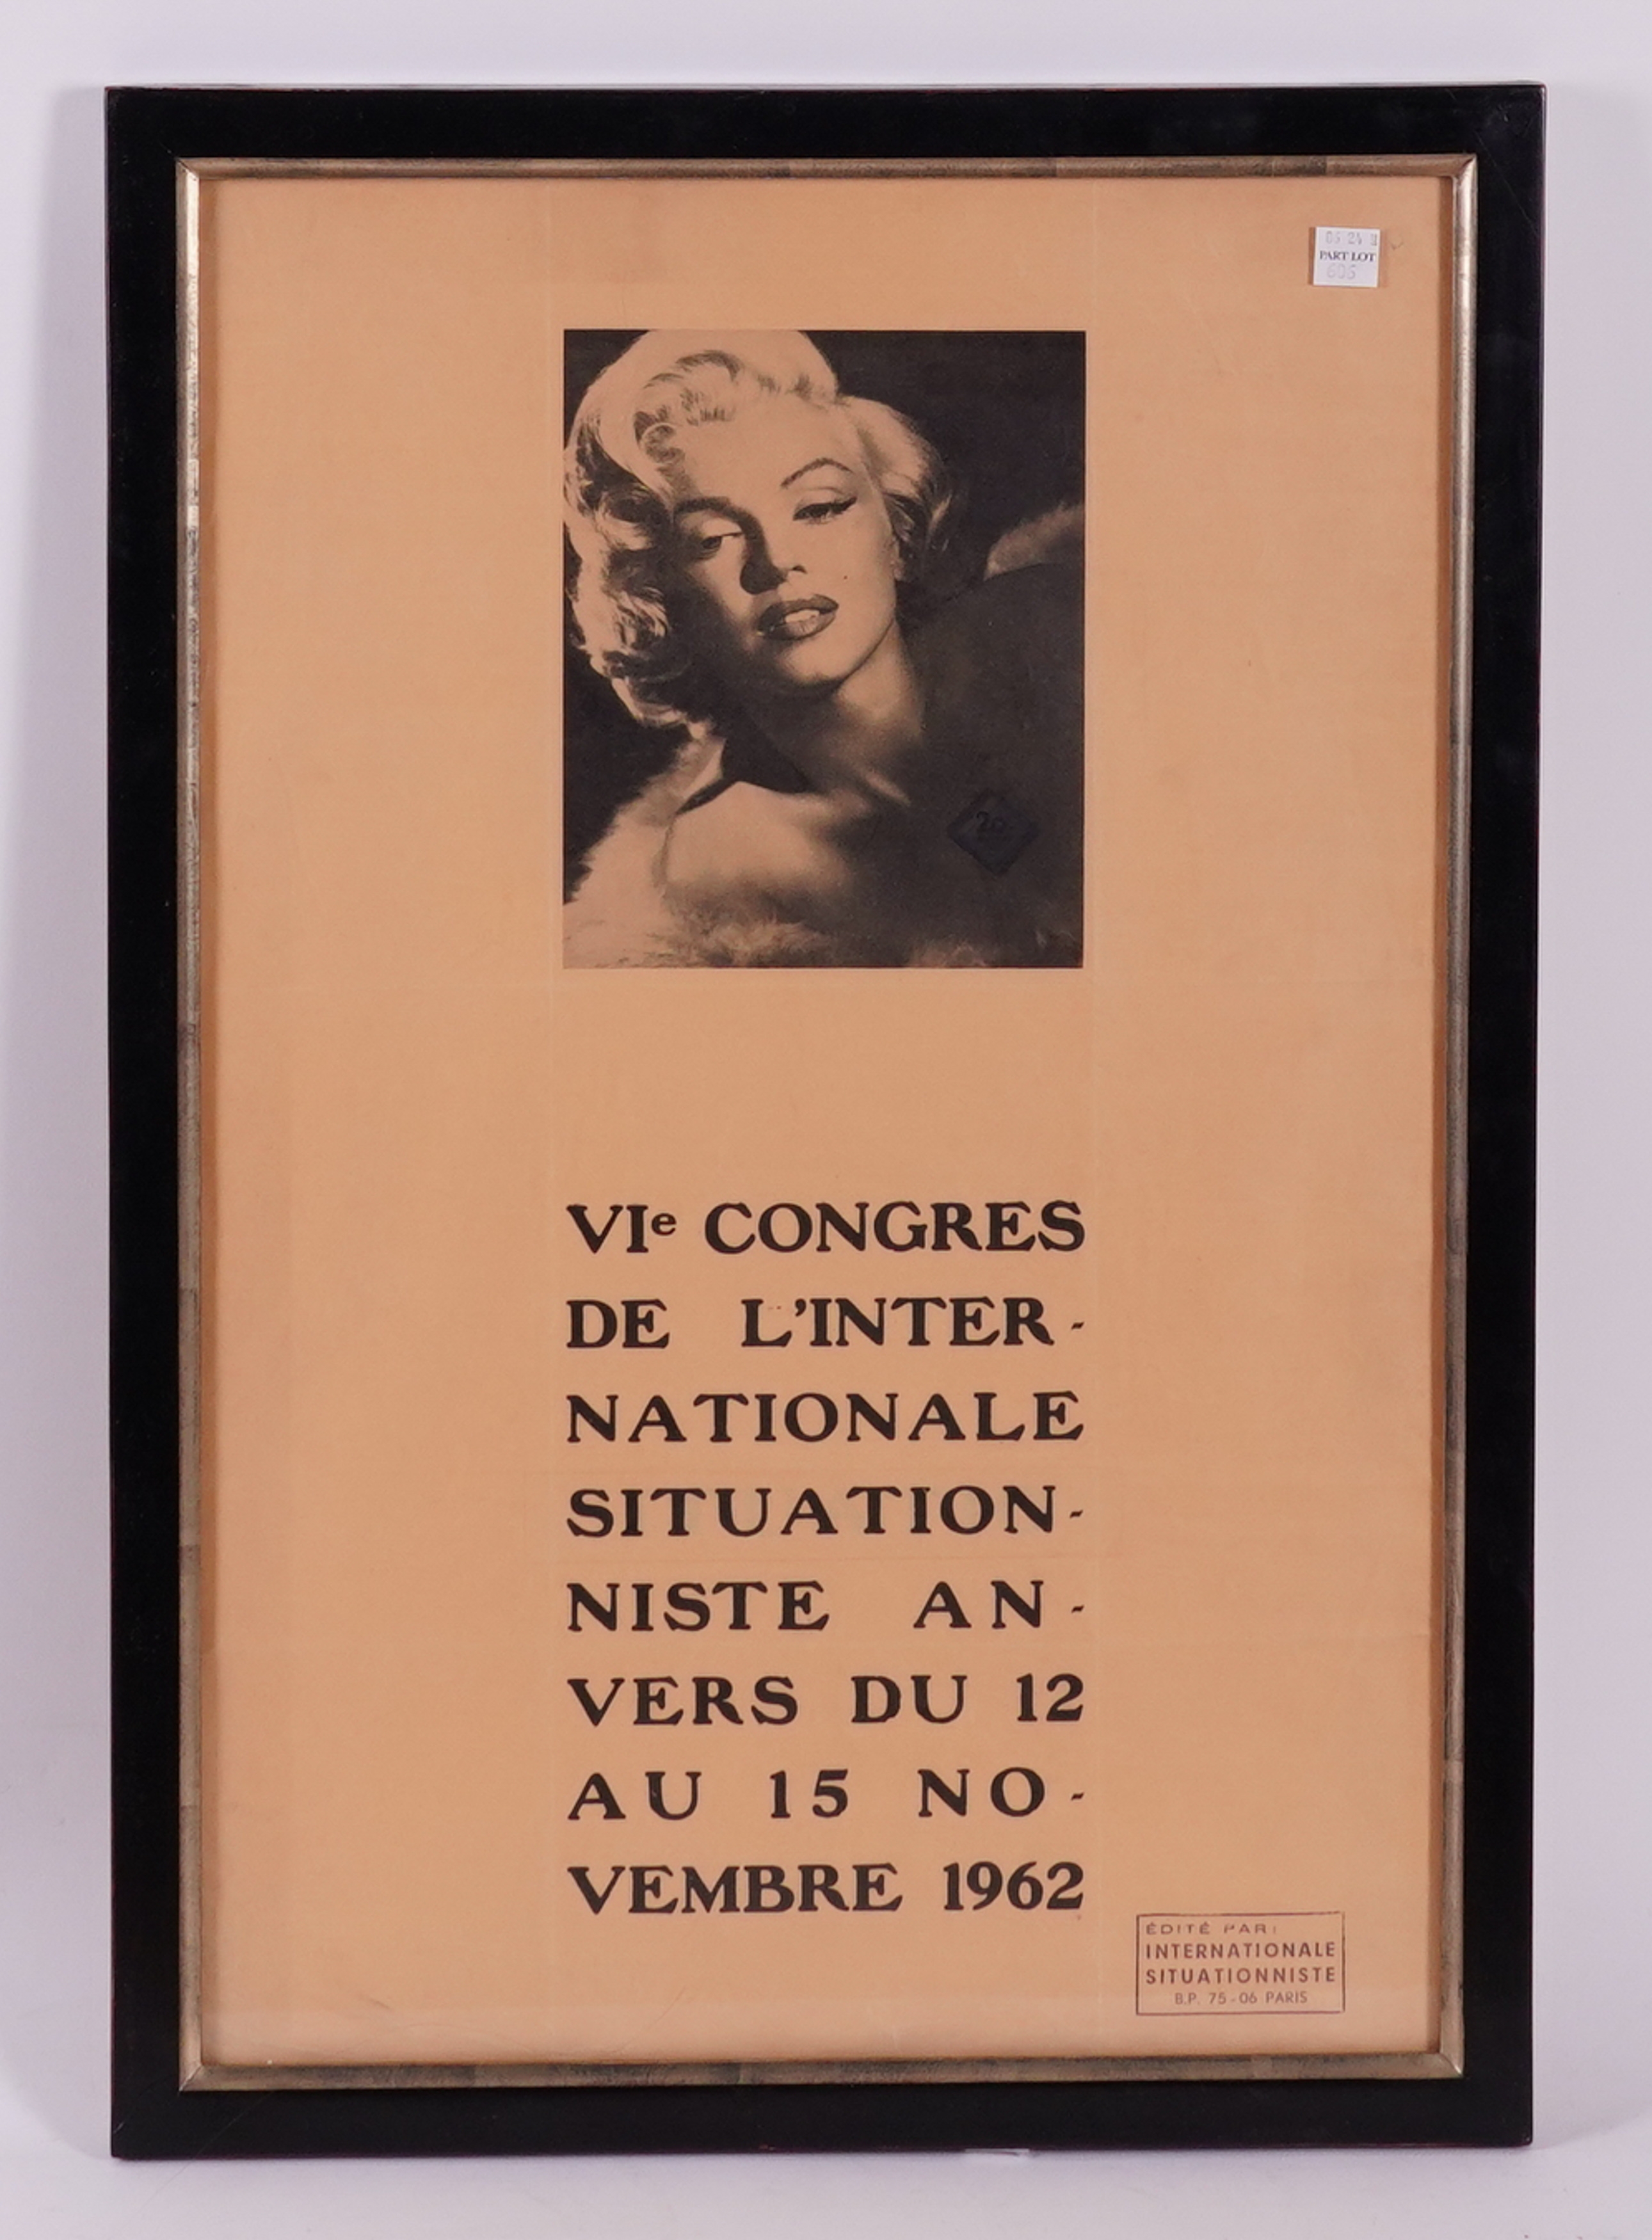 PART LOT
606
VIe CONGRES
DE L'INTER-
NATIONALE
SITUATION-
NISTE AN-
VERS DU 12
AU 15 NO-
VEMBRE 1962
ÉDITÉ PAR:
INTERNATIONALE
SITUATIONNISTE
B.P. 75-06 PARIS